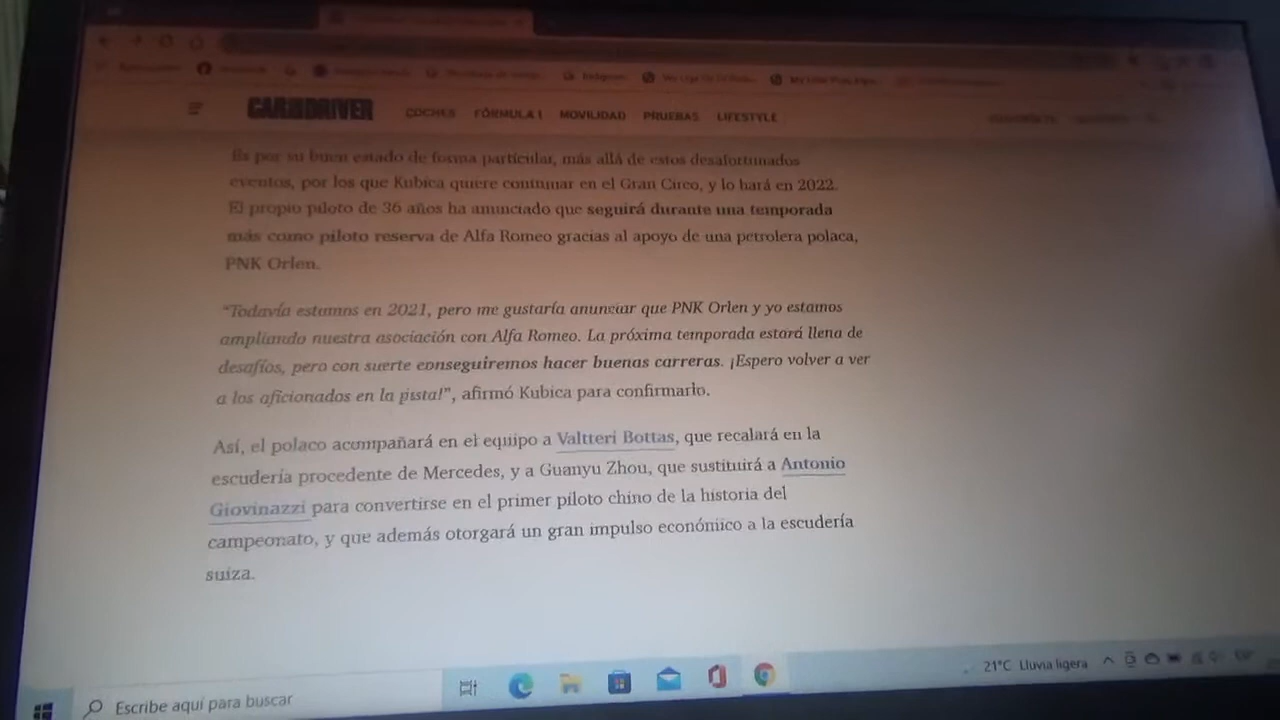 CAR AND DRIVER COCHES FÓRMULA 1 MOVILIDAD PRUEBAS LIFESTYLE
Es por su buen estado de forma particular, más allá de estos desafortunados
eventos, por los que Kubica quiere continuar en el Gran Circo, y lo hará en 2022.
El propio piloto de 36 años ha anunciado que seguirá durante una temporada
más como piloto reserva de Alfa Romeo gracias al apoyo de una petrolera polaca,
PNK Orlen.
“Todavía estamos en 2021, pero me gustaría anunciar que PNK Orlen y yo estamos
ampliando nuestra asociación con Alfa Romeo. La próxima temporada estará llena de
desafíos, pero con suerte conseguiremos hacer buenas carreras. ¡Espero volver a ver
a los aficionados en la pista!”, afirmó Kubica para confirmarlo.
Así, el polaco acompañará en el equipo a Valtteri Bottas, que recalará en la
escudería procedente de Mercedes, y a Guanyu Zhou, que sustituirá a Antonio
Giovinazzi para convertirse en el primer piloto chino de la historia del
campeonato, y que además otorgará un gran impulso económico a la escudería
suiza.
21°C Lluvia ligera
Escribe aquí para buscar